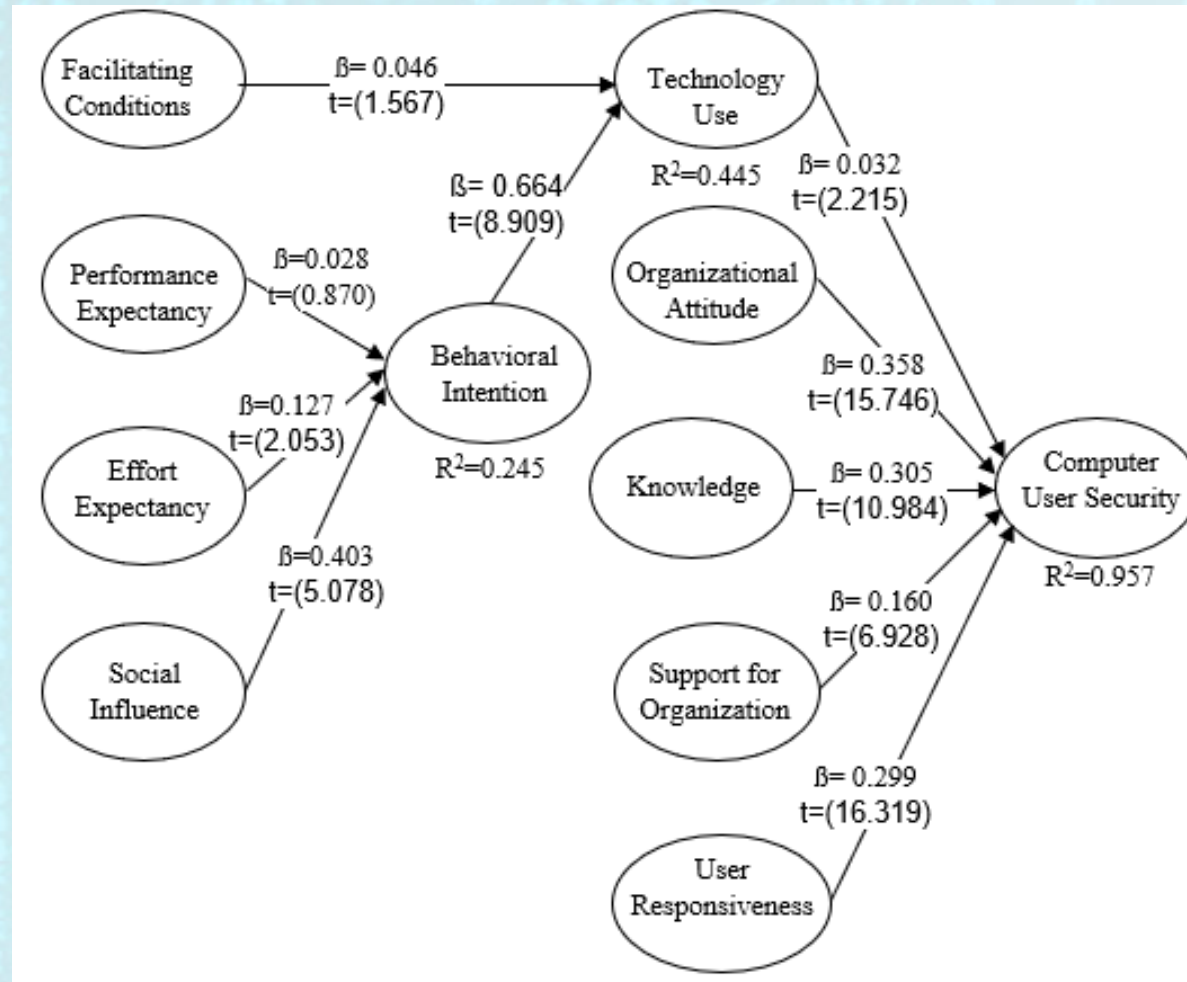 Facilitating
Conditions
ß= 0.046
t=(1.567)
Technology
Use
R²=0.445
ß= 0.664
t=(8.909)
ß= 0.032
t=(2.215)
Performance
Expectancy
ß=0.028
t=(0.870)
Organizational
Attitude
Behavioral
Intention
R²=0.245
ß= 0.358
t=(15.746)
ß=0.127
t=(2.053)
Effort
Expectancy
Knowledge
ß= 0.305
t=(10.984)
Computer
User Security
R²=0.957
ß=0.403
t=(5.078)
ß= 0.160
t=(6.928)
Social
Influence
Support for
Organization
ß= 0.299
t=(16.319)
User
Responsiveness